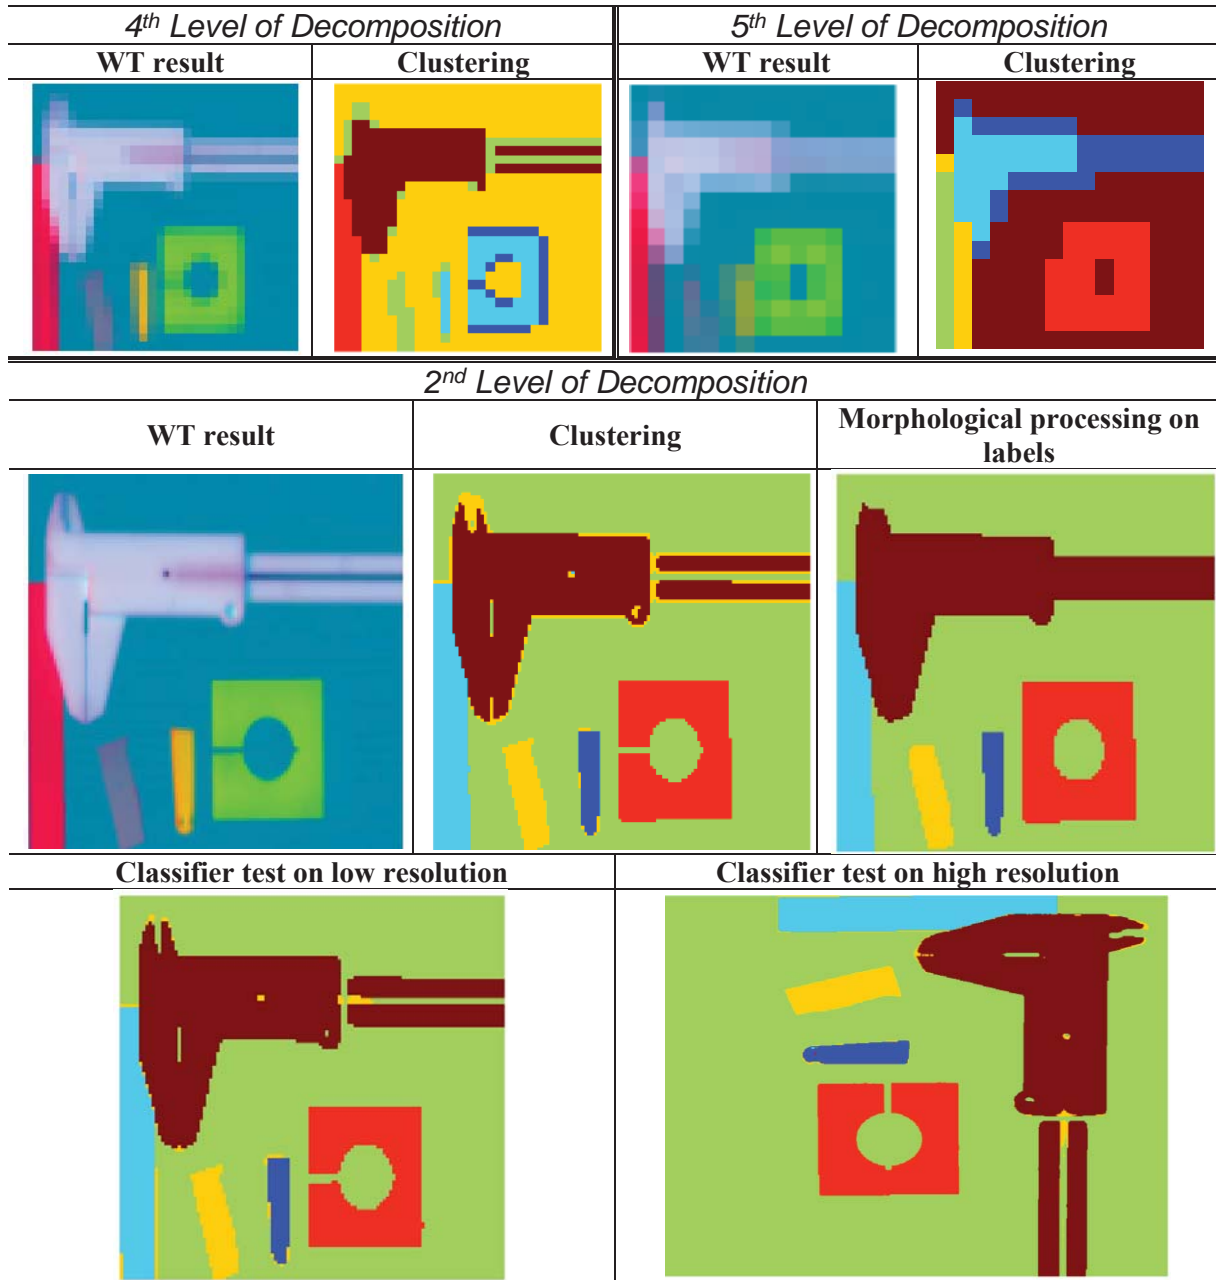 4th Level of Decomposition
5th Level of Decomposition
WT result
Clustering
WT result
Clustering
2nd Level of Decomposition
WT result
Clustering
Morphological processing on
labels
Classifier test on low resolution
Classifier test on high resolution